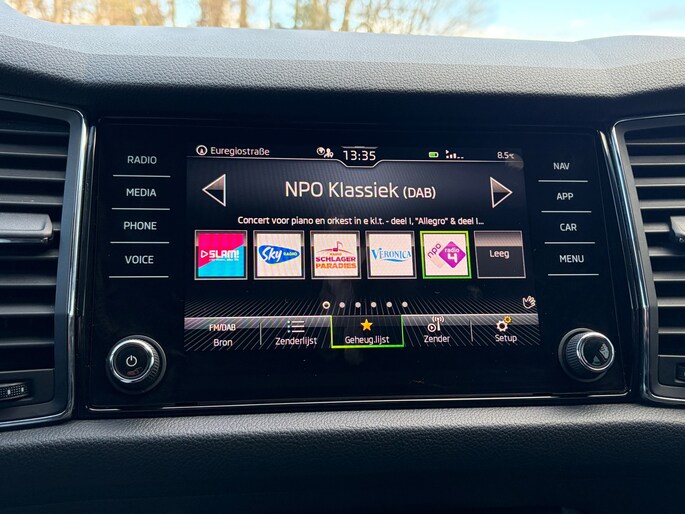 Euregiostraße
13:35
8.5°C
NPO Klassiek (DAB)
Concert voor piano en orkest in e kl.t. - deel I, "Allegro" & deel I...
SLAM!
Sky RADIO
SCHLAGER PARADIES
VERONICA
npo radio 4
Leeg
FM/DAB
Bron
Zenderlijst
Geheug.lijst
Zender
Setup
RADIO
MEDIA
PHONE
VOICE
NAV
APP
CAR
MENU